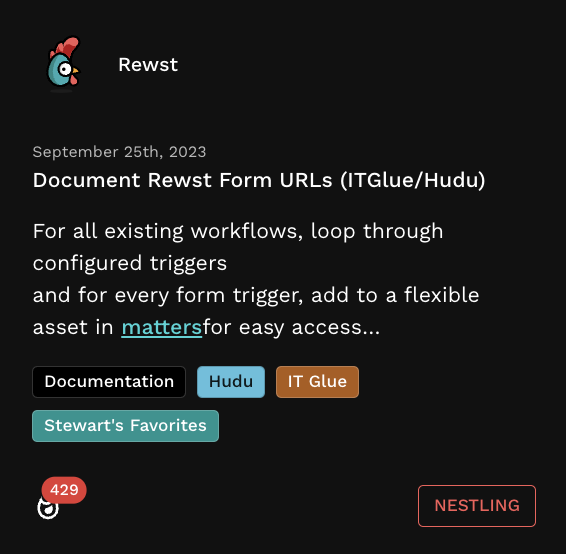 Rewst
September 25th, 2023
Document Rewst Form URLs (ITGlue/Hudu)
For all existing workflows, loop through
configured triggers
and for every form trigger, add to a flexible
asset in mattersfor easy access...
Documentation
Hudu
IT Glue
Stewart's Favorites
429
NESTLING